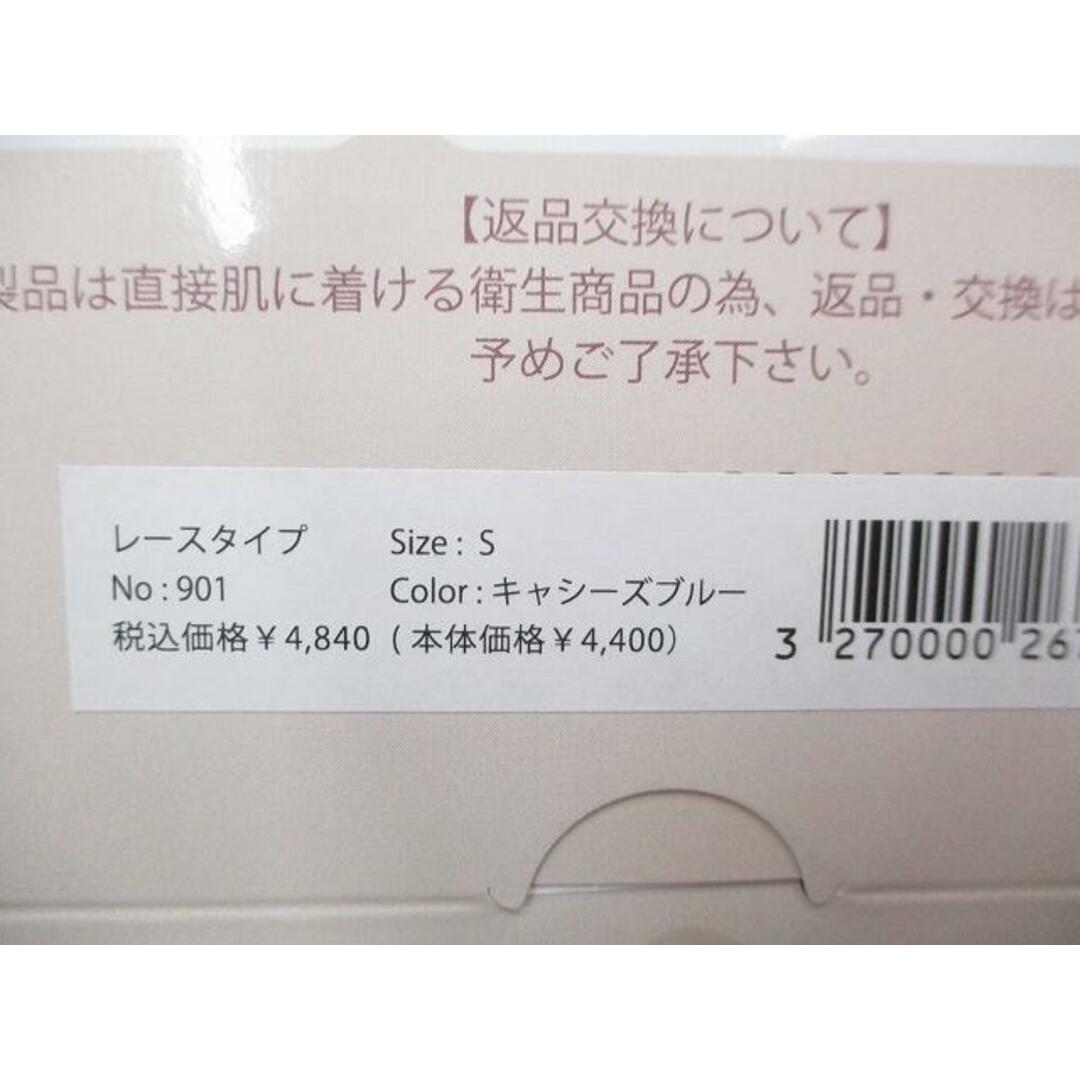 【返品交換について】
製品は直接肌に着ける衛生商品の為、返品・交換は
予めご了承下さい。
レースタイプ Size : S
No : 901 Color : キャシーズブルー
税込価格￥4,840 ( 本体価格￥4,400)
3 270000 26